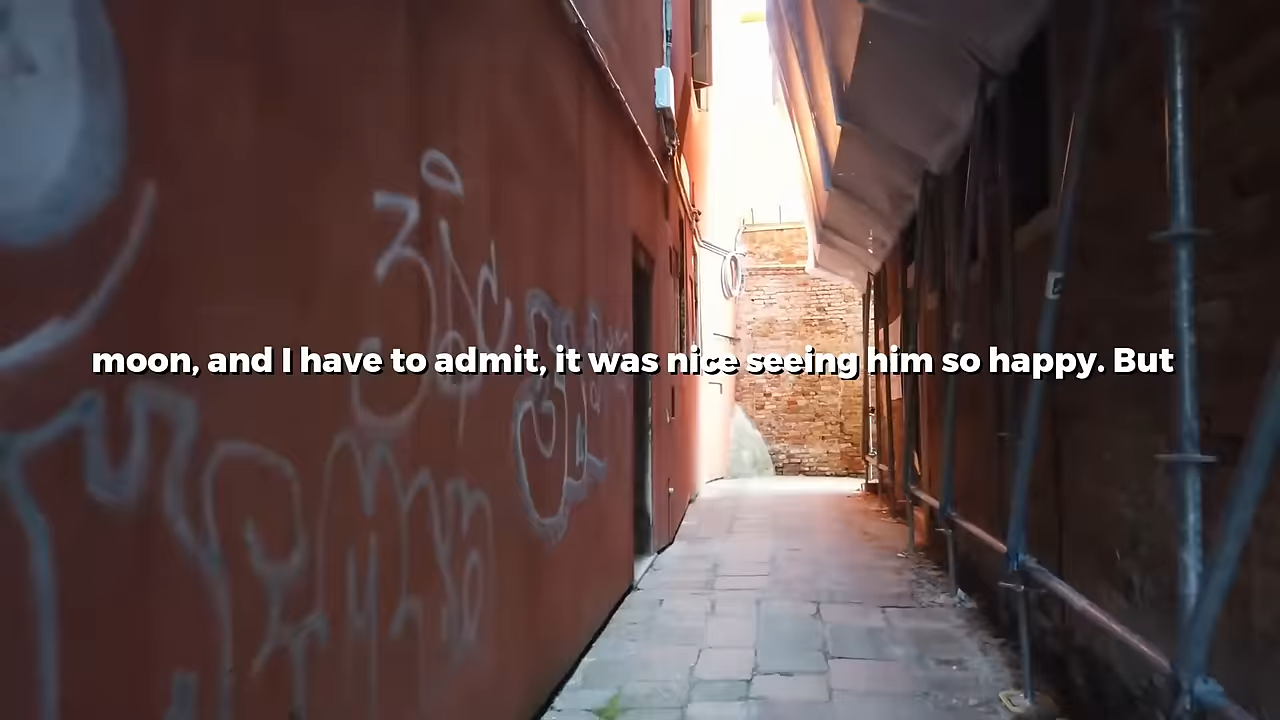 moon, and I have to admit, it was nice seeing him so happy. But